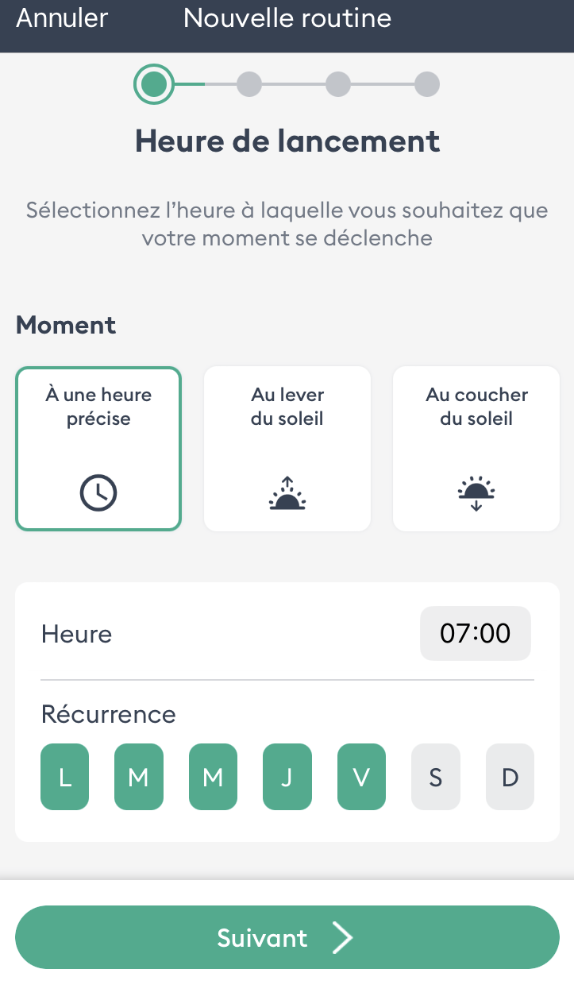 Annuler
Nouvelle routine
Heure de lancement
Sélectionnez l’heure à laquelle vous souhaitez que
votre moment se déclenche
Moment
À une heure
précise
Au lever
du soleil
Au coucher
du soleil
Heure
07:00
Récurrence
L M M J V S D
Suivant